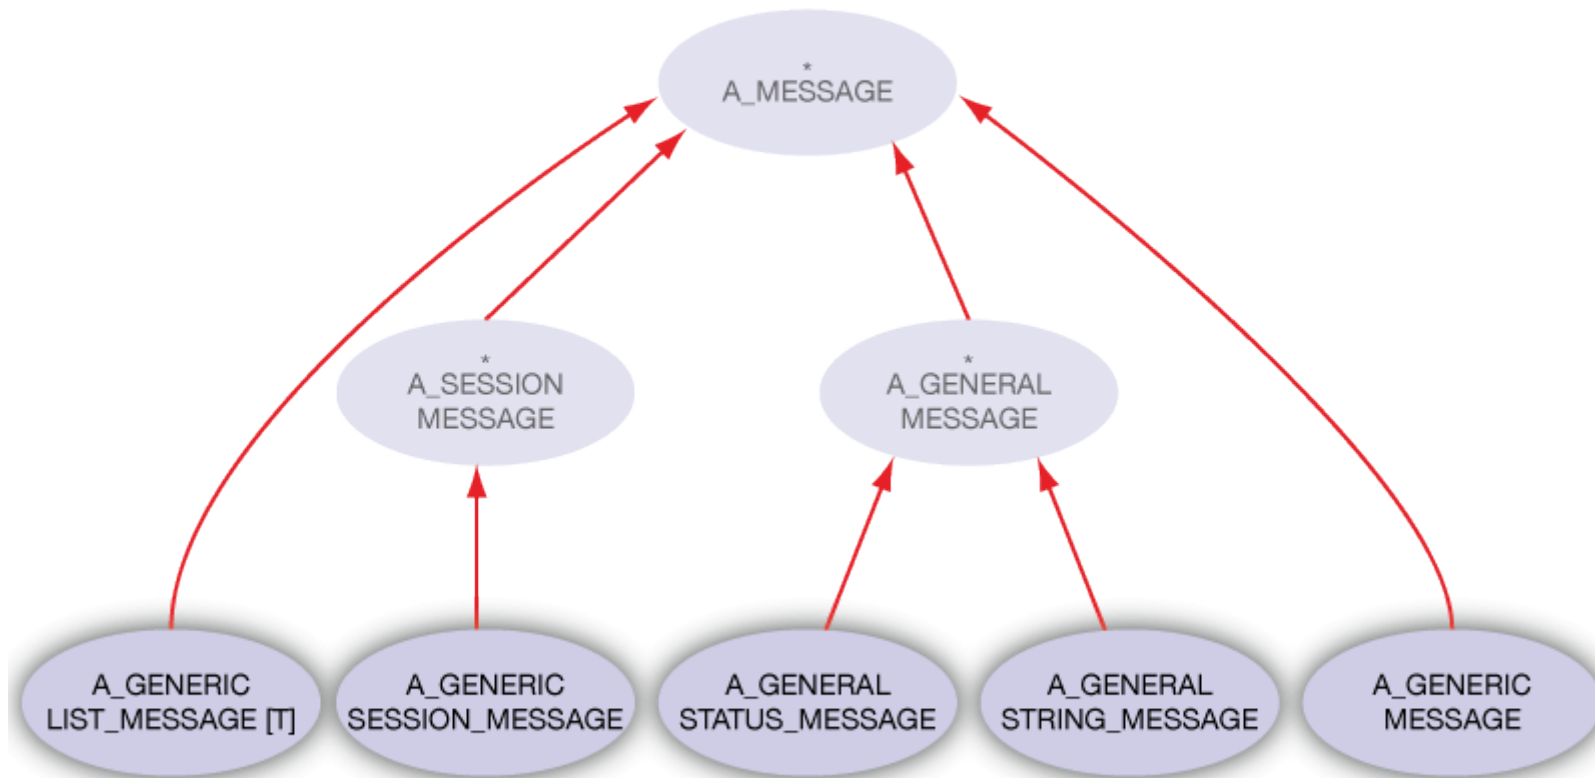 *
A_MESSAGE
*
A_SESSION
MESSAGE
*
A_GENERAL
MESSAGE
A_GENERIC
LIST_MESSAGE [T]
A_GENERIC
SESSION_MESSAGE
A_GENERAL
STATUS_MESSAGE
A_GENERAL
STRING_MESSAGE
A_GENERIC
MESSAGE